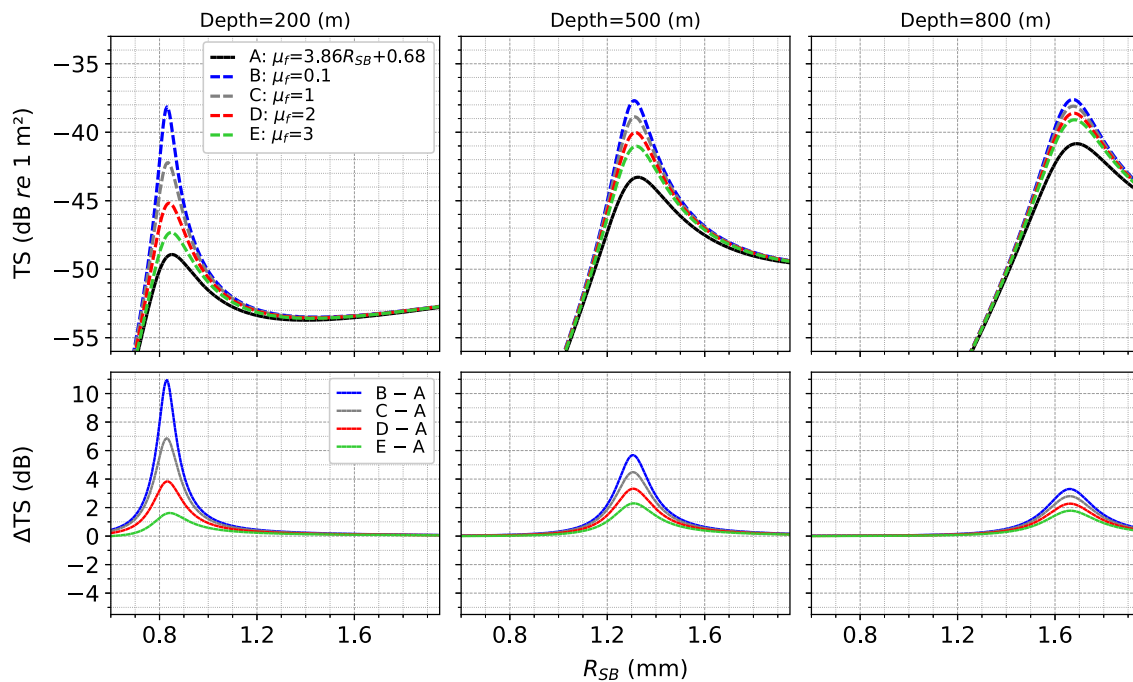 Depth=200 (m)
Depth=500 (m)
Depth=800 (m)
TS (dB re 1 m²)
−35
−40
−45
−50
−55
A: μf=3.86RSB+0.68
B: μf=0.1
C: μf=1
D: μf=2
E: μf=3
ΔTS (dB)
10
8
6
4
2
0
−2
−4
B − A
C − A
D − A
E − A
0.8
1.2
1.6
0.8
1.2
1.6
0.8
1.2
1.6
RSB (mm)